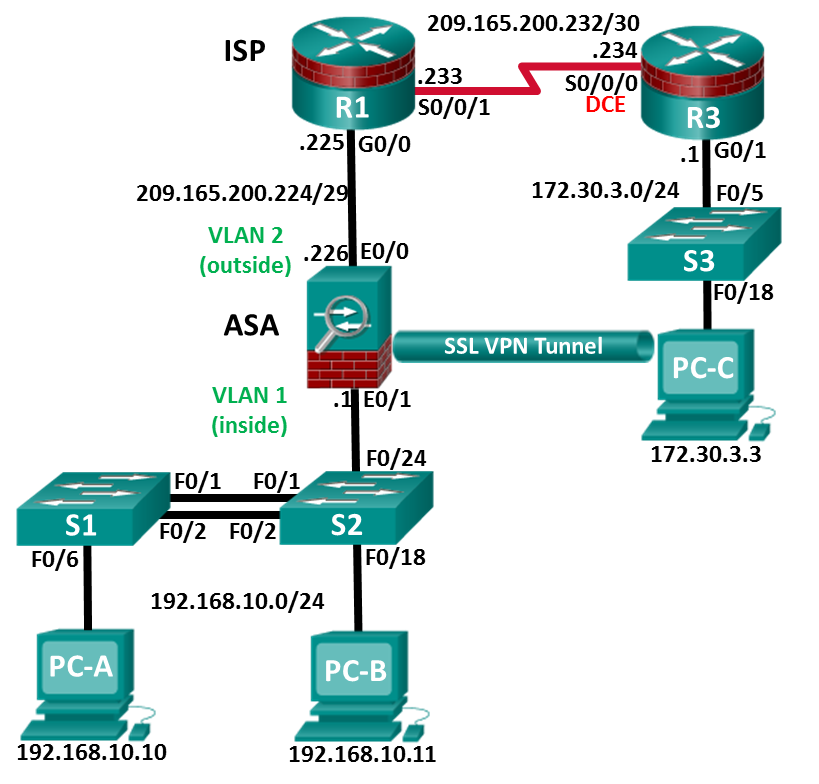 209.165.200.232/30
ISP
.234
.233
S0/0/0
R1
S0/0/1
DCE
R3
.225
G0/0
.1
G0/1
209.165.200.224/29
172.30.3.0/24
F0/5
VLAN 2
(outside)
.226
E0/0
S3
F0/18
ASA
SSL VPN Tunnel
PC-C
VLAN 1
(inside)
.1
E0/1
172.30.3.3
F0/24
F0/1
F0/1
S1
S2
F0/2
F0/2
F0/6
F0/18
192.168.10.0/24
PC-A
PC-B
192.168.10.10
192.168.10.11